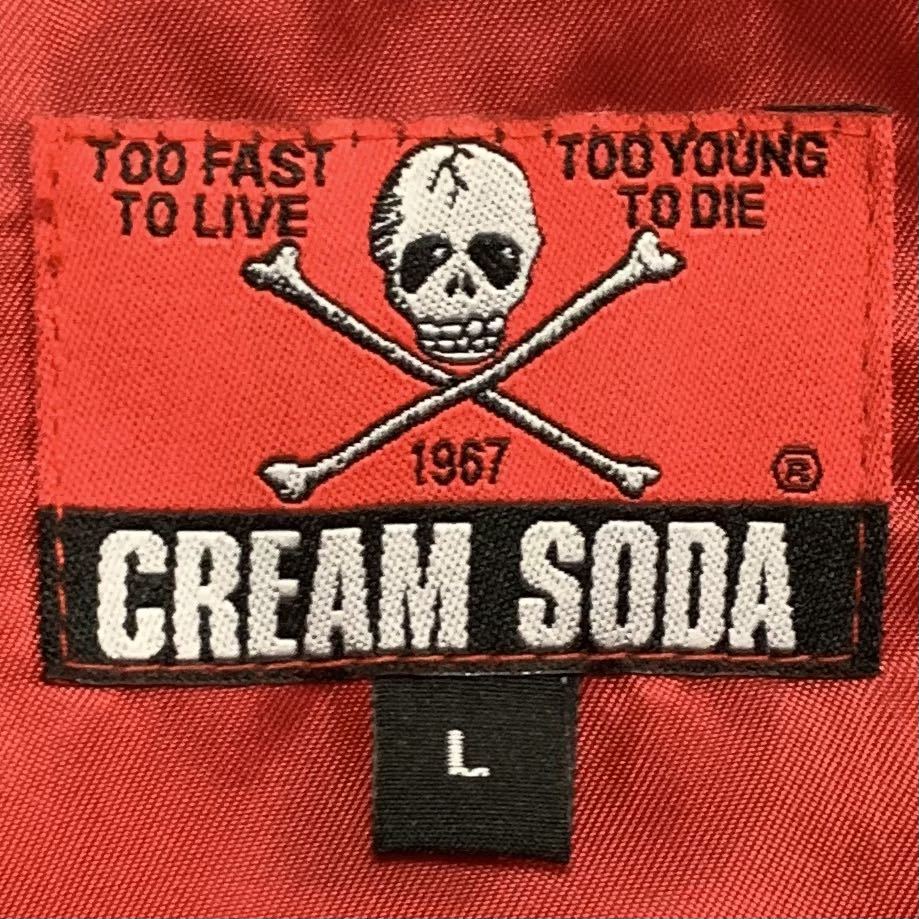 TOO FAST
TO LIVE
TOO YOUNG
TO DIE
1967
®
CREAM SODA
L